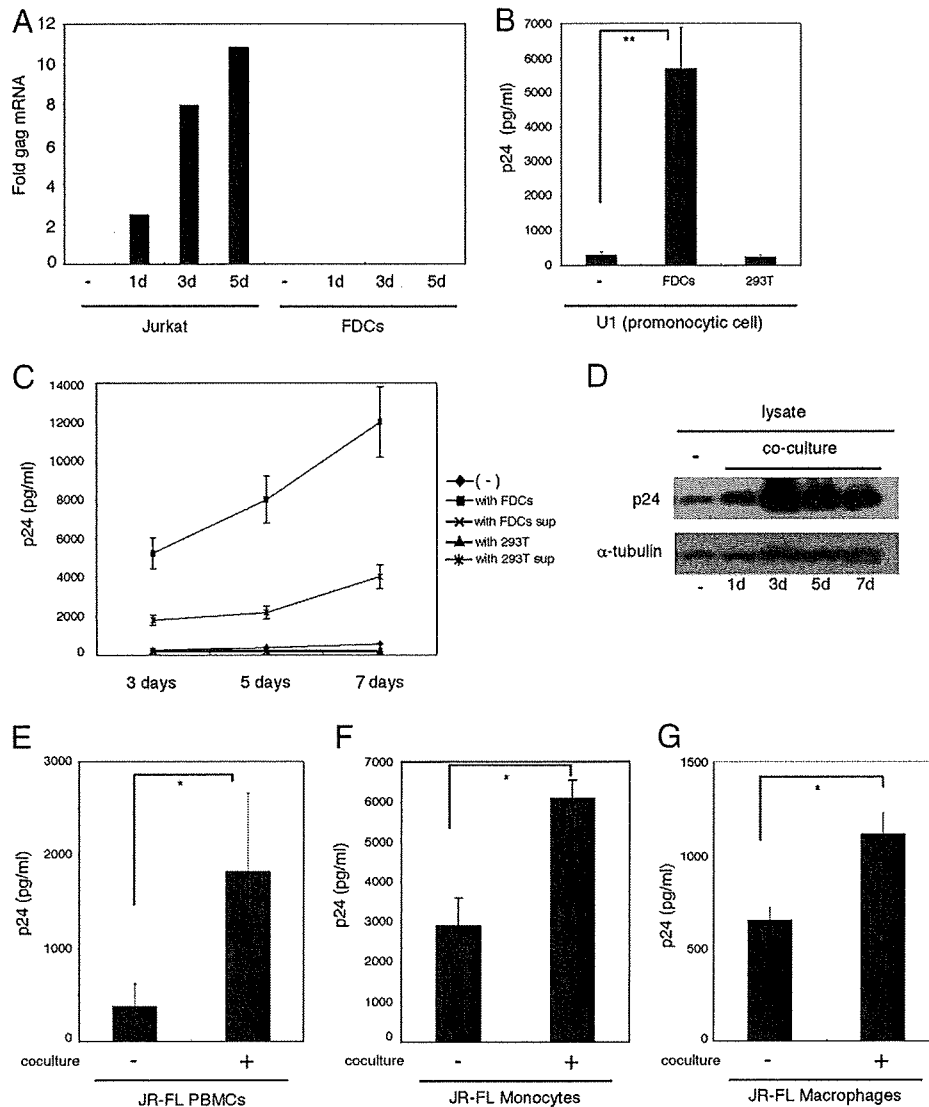 A
Fold gag mRNA
12
10
8
6
4
2
0
- 1d 3d 5d - 1d 3d 5d
Jurkat FDCs
B
p24 (pg/ml)
7000
6000
5000
4000
3000
2000
1000
0
**
- FDCs 293T
U1 (promonocytic cell)
C
p24 (pg/ml)
14000
12000
10000
8000
6000
4000
2000
0
3 days 5 days 7 days
(-)
with FDCs
with FDCs sup
with 293T
with 293T sup
D
lysate
- co-culture
p24
α-tubulin
- 1d 3d 5d 7d
E
p24 (pg/ml)
3000
2000
1000
0
*
coculture - +
JR-FL PBMCs
F
p24 (pg/ml)
7000
6000
5000
4000
3000
2000
1000
0
*
coculture - +
JR-FL Monocytes
G
p24 (pg/ml)
1500
1000
500
0
*
coculture - +
JR-FL Macrophages